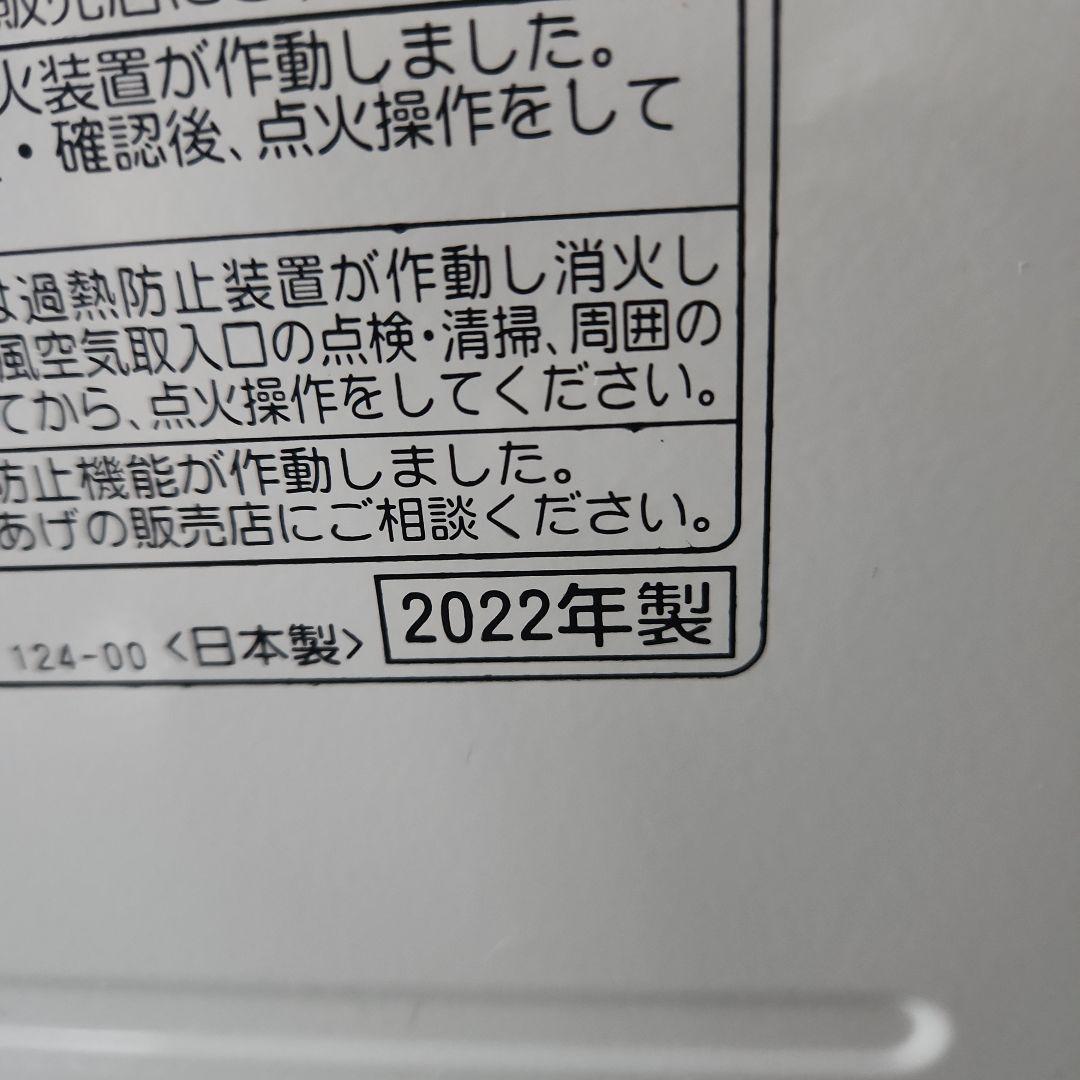 火装置が作動しました。
・確認後、点火操作をして
は過熱防止装置が作動し消火し
風空気取入口の点検・清掃、周囲の
てから、点火操作をしてください。
防止機能が作動しました。
あげの販売店にご相談ください。
124-00 <日本製> 2022年製